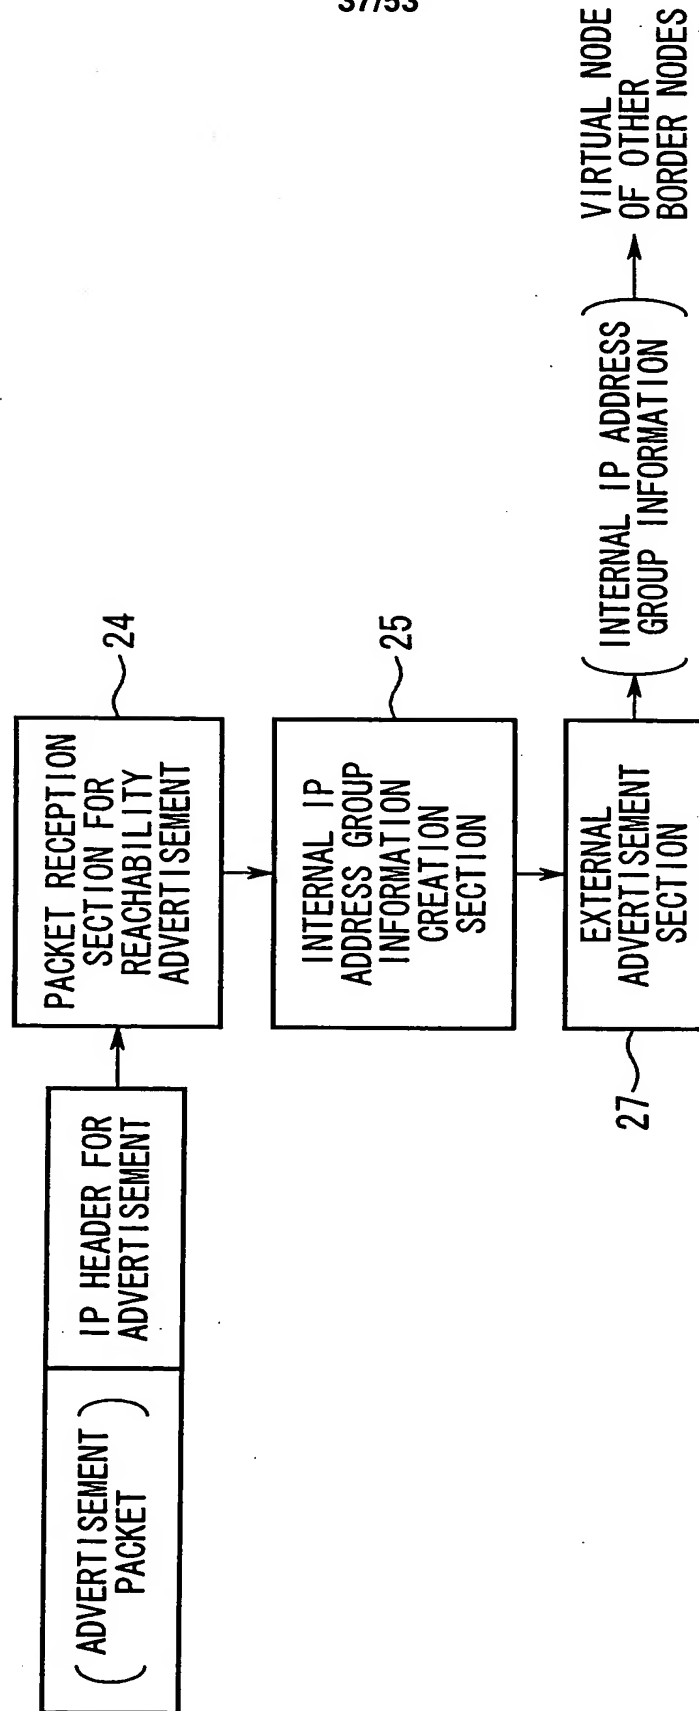 37/53
(ADVERTISEMENT
PACKET)
IP HEADER FOR
ADVERTISEMENT
PACKET RECEPTION
SECTION FOR
REACHABILITY
ADVERTISEMENT
24
INTERNAL IP
ADDRESS GROUP
INFORMATION
CREATION
SECTION
25
EXTERNAL
ADVERTISEMENT
SECTION
27
(INTERNAL IP ADDRESS
GROUP INFORMATION)
VIRTUAL NODE
OF OTHER
BORDER NODES